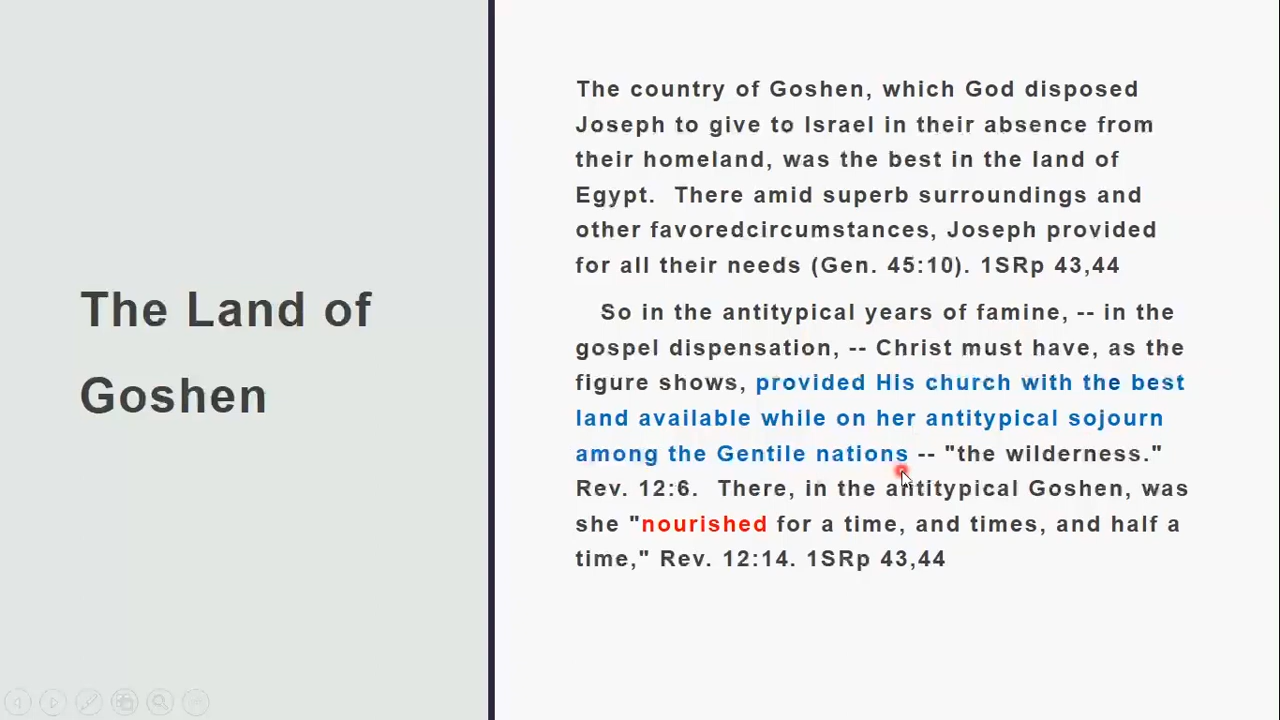 The Land of
Goshen
The country of Goshen, which God disposed
Joseph to give to Israel in their absence from
their homeland, was the best in the land of
Egypt.  There amid superb surroundings and
other favoredcircumstances, Joseph provided
for all their needs (Gen. 45:10). 1SRp 43,44
So in the antitypical years of famine, -- in the
gospel dispensation, -- Christ must have, as the
figure shows, provided His church with the best
land available while on her antitypical sojourn
among the Gentile nations -- "the wilderness."
Rev. 12:6.  There, in the antitypical Goshen, was
she "nourished for a time, and times, and half a
time," Rev. 12:14. 1SRp 43,44